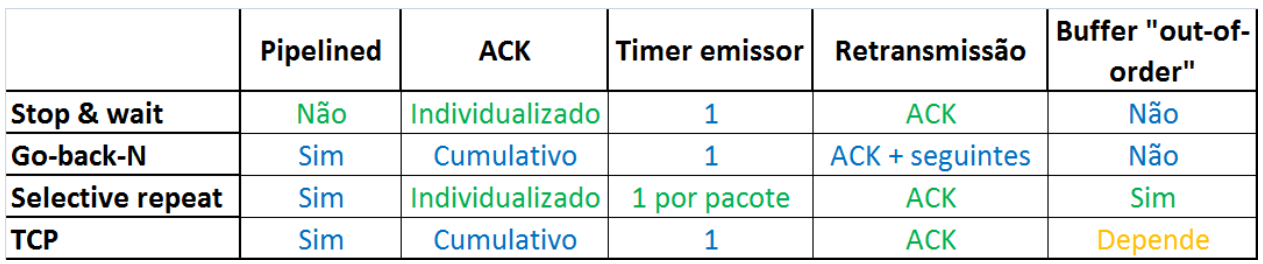 Pipelined ACK Timer emissor Retransmissão Buffer "out-of-
order"
Stop & wait Não Individualizado 1 ACK Não
Go-back-N Sim Cumulativo 1 ACK + seguintes Não
Selective repeat Sim Individualizado 1 por pacote ACK Sim
TCP Sim Cumulativo 1 ACK Depende